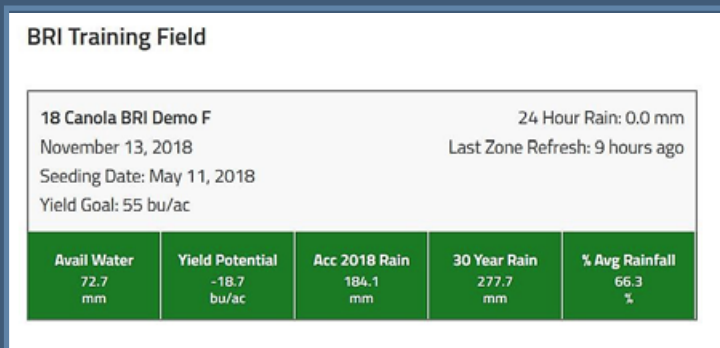 BRI Training Field
18 Canola BRI Demo F
24 Hour Rain: 0.0 mm
November 13, 2018
Last Zone Refresh: 9 hours ago
Seeding Date: May 11, 2018
Yield Goal: 55 bu/ac
Avail Water
72.7
mm
Yield Potential
-18.7
bu/ac
Acc 2018 Rain
184.1
mm
30 Year Rain
277.7
mm
% Avg Rainfall
66.3
%